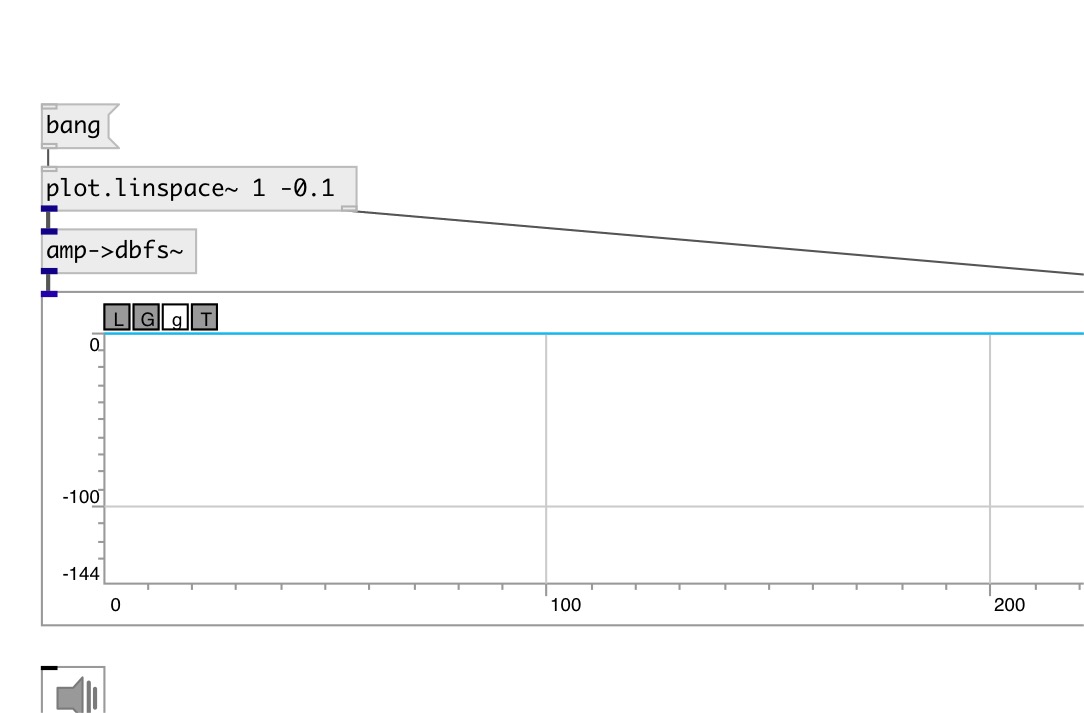 bang
plot.linspace~ 1 -0.1
amp->dbfs~
L G g T
0
-100
-144
0 100 200